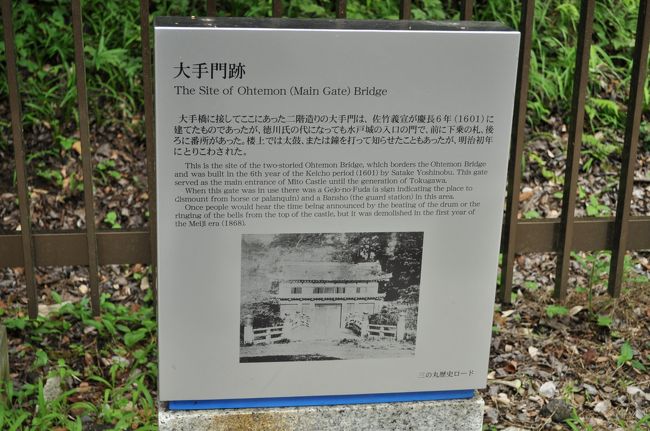 大手門跡
The Site of Ohtemon (Main Gate) Bridge
大手橋に接してここにあった二階造りの大手門は、佐竹義宣が慶長6年(1601)に
建てたものであったが、徳川氏の代になっても水戸城の入口の門で、前に下乗の札、後
ろに番所があった。楼上では太鼓、または鐘を打って知らせたこともあったが、明治初年
にとりこわされた。
This is the site of the two-storied Ohtemon Bridge, which borders the Ohtemon Bridge
and was built in the 6th year of the Keicho period (1601) by Satake Yoshinobu. This gate
served as the main entrance of Mito Castle until the generation of Tokugawa.
When this gate was in use there was a Gejo-no-Fuda (a sign indicating the place to
dismount from horse or palanquin) and a Bansho (the guard station) in this area.
Once people would hear the time being announced by the beating of the drum or the
ringing of the bells from the top of the castle, but it was demolished in the first year of
the Meiji era (1868).
三の丸歴史ロード